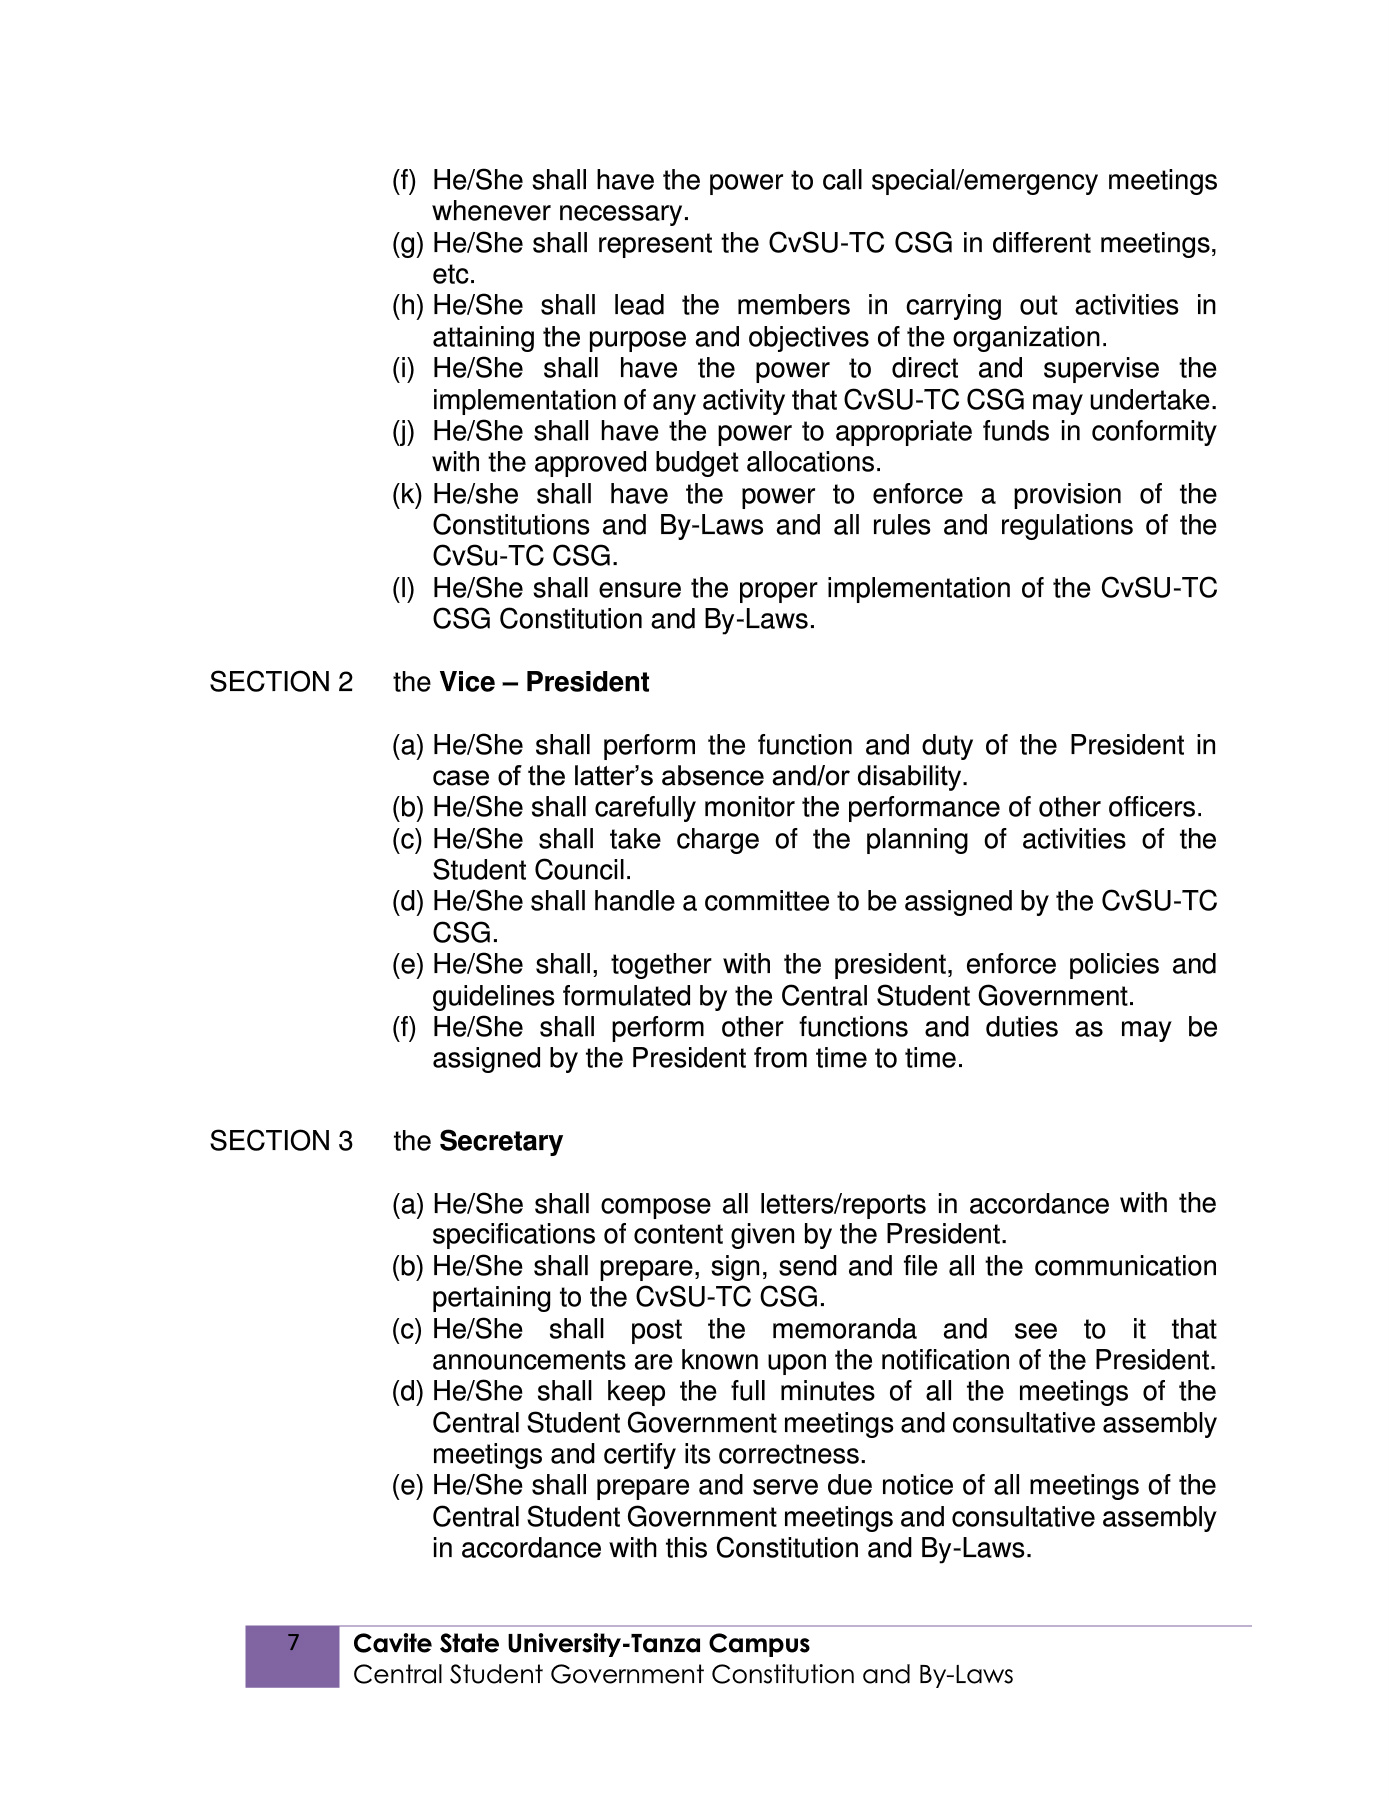 (f) He/She shall have the power to call special/emergency meetings
whenever necessary.
(g) He/She shall represent the CvSU-TC CSG in different meetings,
etc.
(h) He/She shall lead the members in carrying out activities in
attaining the purpose and objectives of the organization.
(i) He/She shall have the power to direct and supervise the
implementation of any activity that CvSU-TC CSG may undertake.
(j) He/She shall have the power to appropriate funds in conformity
with the approved budget allocations.
(k) He/she shall have the power to enforce a provision of the
Constitutions and By-Laws and all rules and regulations of the
CvSu-TC CSG.
(l) He/She shall ensure the proper implementation of the CvSU-TC
CSG Constitution and By-Laws.
SECTION 2 the Vice – President
(a) He/She shall perform the function and duty of the President in
case of the latter’s absence and/or disability.
(b) He/She shall carefully monitor the performance of other officers.
(c) He/She shall take charge of the planning of activities of the
Student Council.
(d) He/She shall handle a committee to be assigned by the CvSU-TC
CSG.
(e) He/She shall, together with the president, enforce policies and
guidelines formulated by the Central Student Government.
(f) He/She shall perform other functions and duties as may be
assigned by the President from time to time.
SECTION 3 the Secretary
(a) He/She shall compose all letters/reports in accordance with the
specifications of content given by the President.
(b) He/She shall prepare, sign, send and file all the communication
pertaining to the CvSU-TC CSG.
(c) He/She shall post the memoranda and see to it that
announcements are known upon the notification of the President.
(d) He/She shall keep the full minutes of all the meetings of the
Central Student Government meetings and consultative assembly
meetings and certify its correctness.
(e) He/She shall prepare and serve due notice of all meetings of the
Central Student Government meetings and consultative assembly
in accordance with this Constitution and By-Laws.
7 Cavite State University-Tanza Campus
Central Student Government Constitution and By-Laws